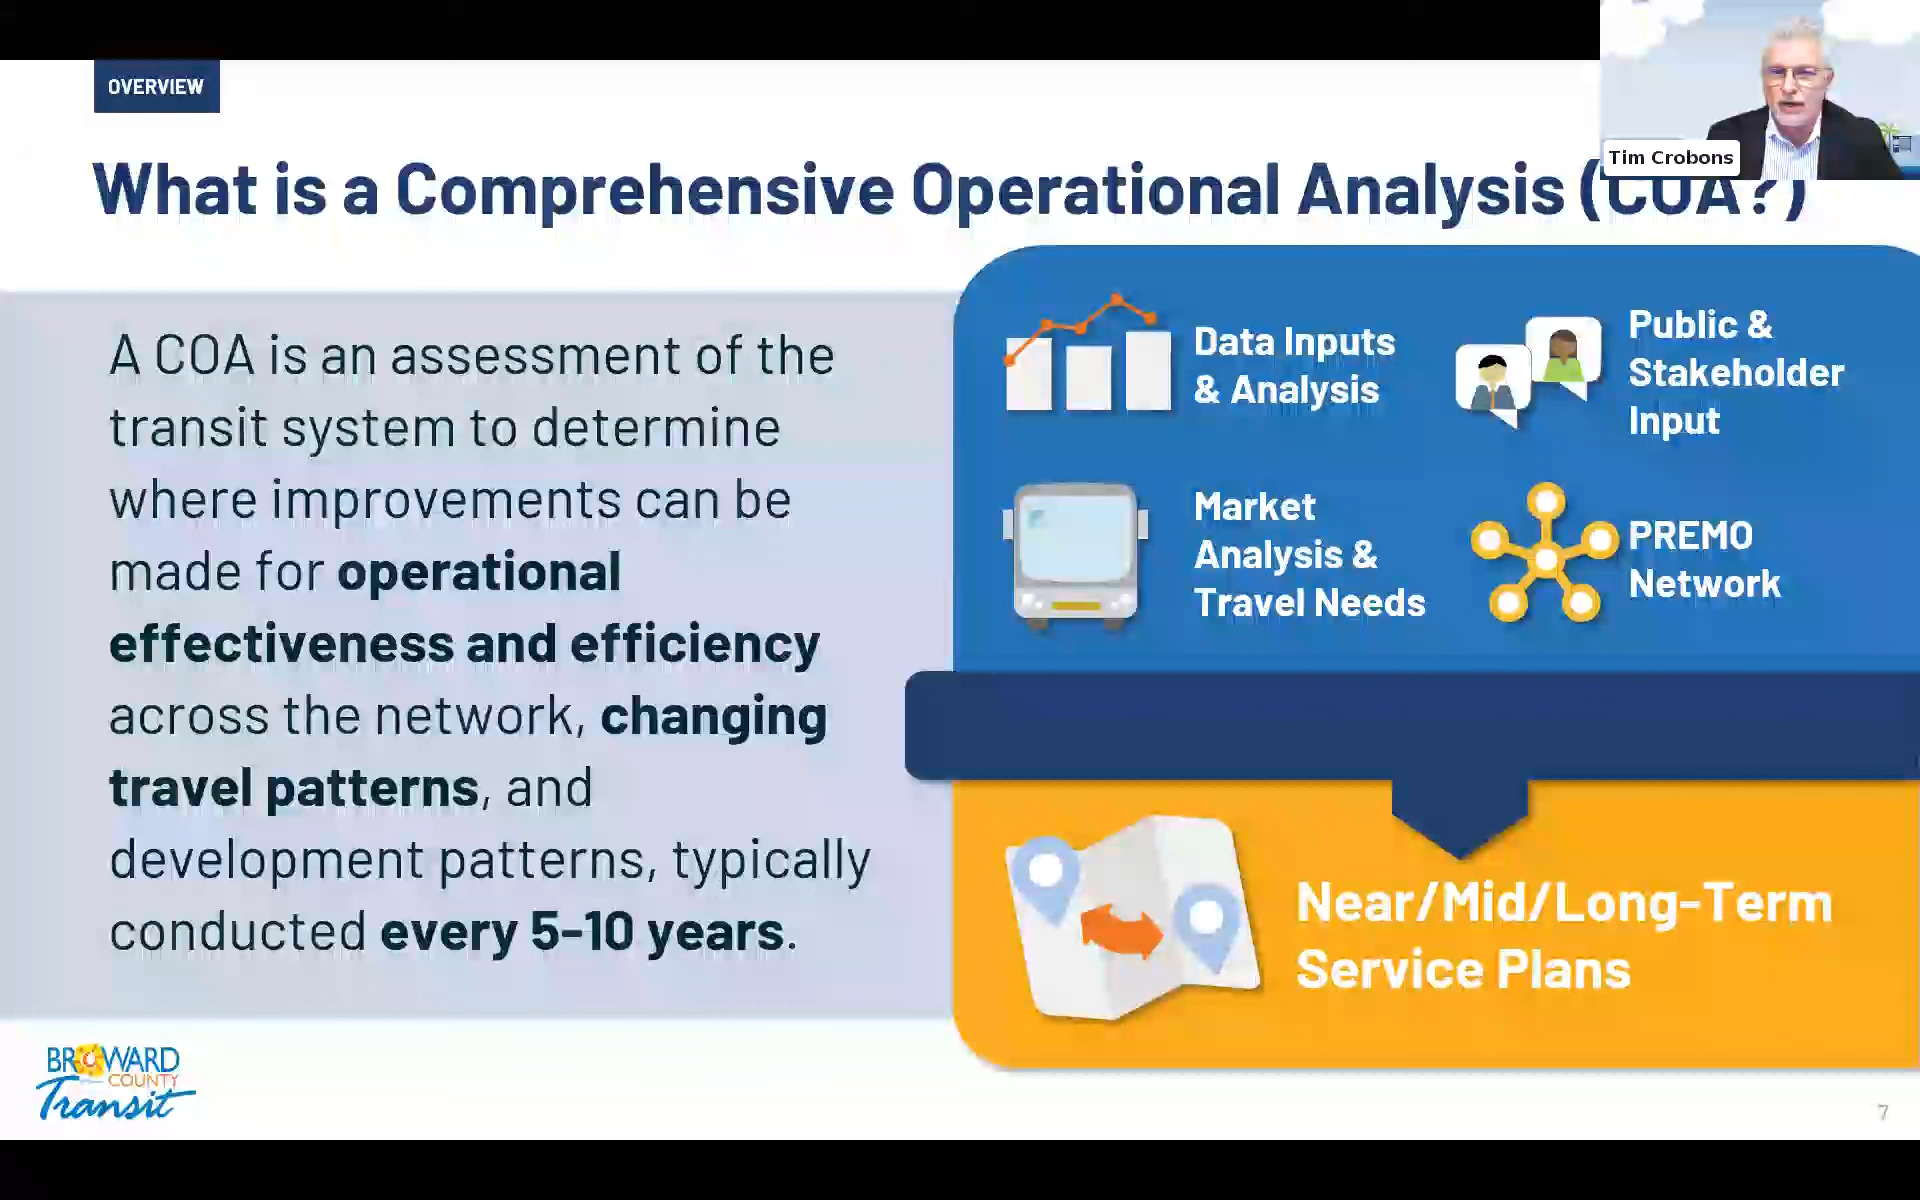 OVERVIEW
Tim Crobons
What is a Comprehensive Operational Analysis (COA?)
A COA is an assessment of the
transit system to determine
where improvements can be
made for operational
effectiveness and efficiency
across the network, changing
travel patterns, and
development patterns, typically
conducted every 5-10 years.
Data Inputs
& Analysis
Public &
Stakeholder
Input
Market
Analysis &
Travel Needs
PREMO
Network
Near/Mid/Long-Term
Service Plans
BROWARD
COUNTY
Transit
7